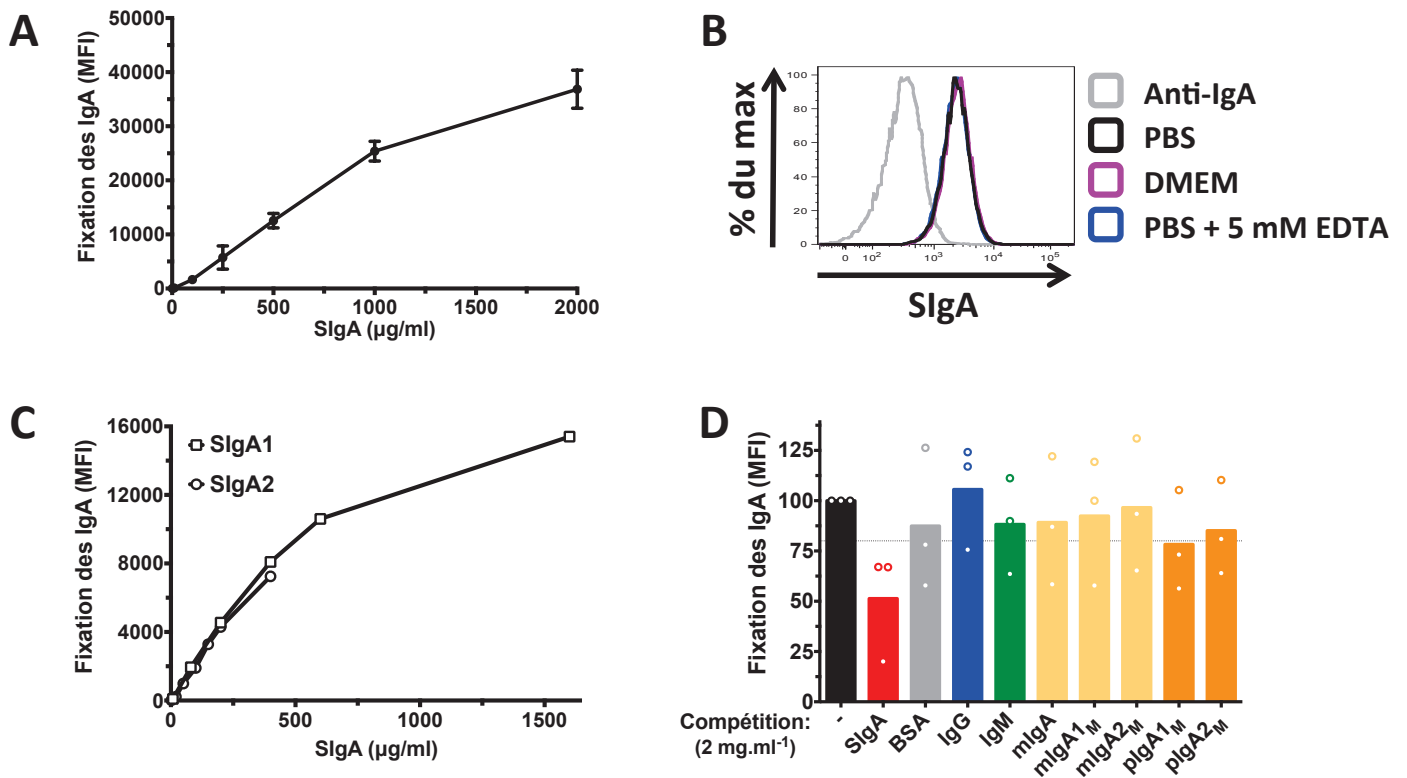 A
Fixation des IgA (MFI)
50000
40000
30000
20000
10000
0
0
500
1000
1500
2000
SIgA (µg/ml)
B
% du max
100
80
60
40
20
0
0
10²
10³
10⁴
10⁵
SIgA
Anti-IgA
PBS
DMEM
PBS + 5 mM EDTA
C
Fixation des IgA (MFI)
16000
12000
8000
4000
0
0
500
1000
1500
SIgA1
SIgA2
SIgA (µg/ml)
D
Fixation des IgA (MFI)
125
100
75
50
25
0
Compétition:
(2 mg.ml⁻¹)
-
SIgA
BSA
IgG
IgM
mIgA
mIgA1M
mIgA2M
pIgA1M
pIgA2M